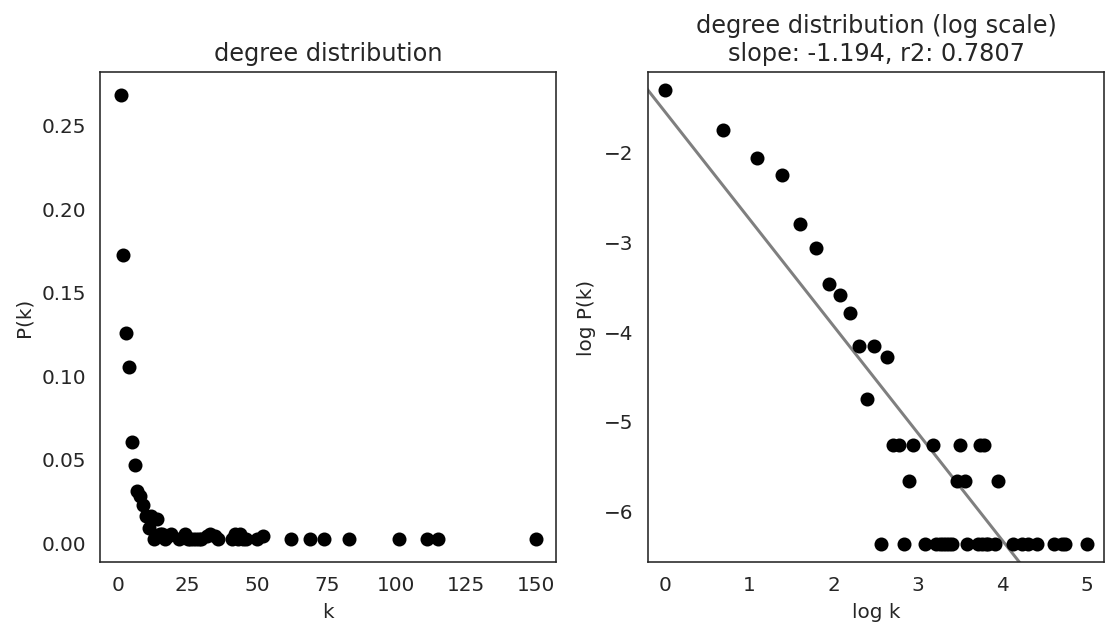 degree distribution
0.25
0.20
0.15
0.10
0.05
0.00
P(k)
0 25 50 75 100 125 150
k
degree distribution (log scale)
slope: -1.194, r2: 0.7807
−2
−3
−4
−5
−6
log P(k)
0 1 2 3 4 5
log k